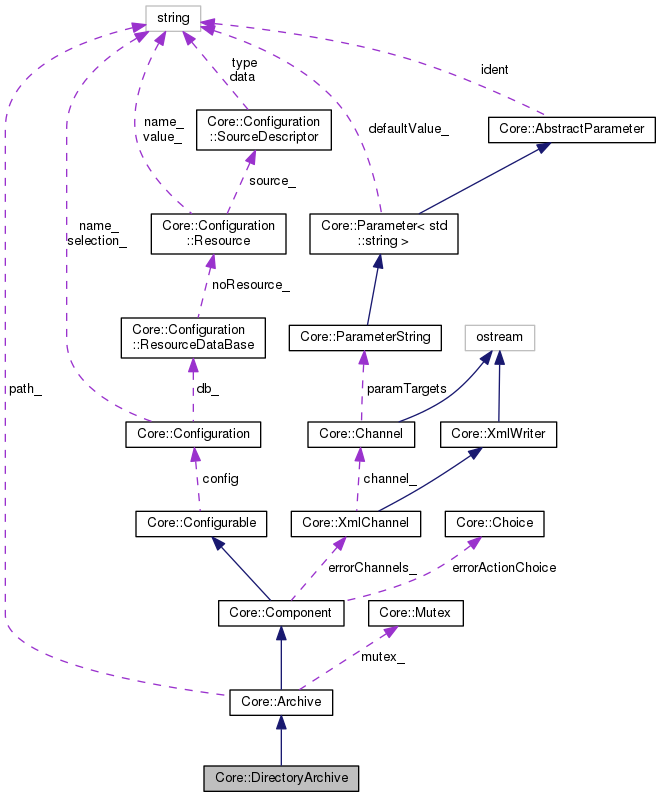 string
type
data
ident
Core::Configuration
::SourceDescriptor
name_
value_
defaultValue_
Core::AbstractParameter
source_
name_
selection_
Core::Configuration
::Resource
Core::Parameter< std
::string >
noResource_
Core::Configuration
::ResourceDataBase
Core::ParameterString
ostream
path_
db_
paramTargets
Core::Configuration
Core::Channel
Core::XmlWriter
config
channel_
Core::Configurable
Core::XmlChannel
Core::Choice
errorChannels_
errorActionChoice
Core::Component
Core::Mutex
mutex_
Core::Archive
Core::DirectoryArchive